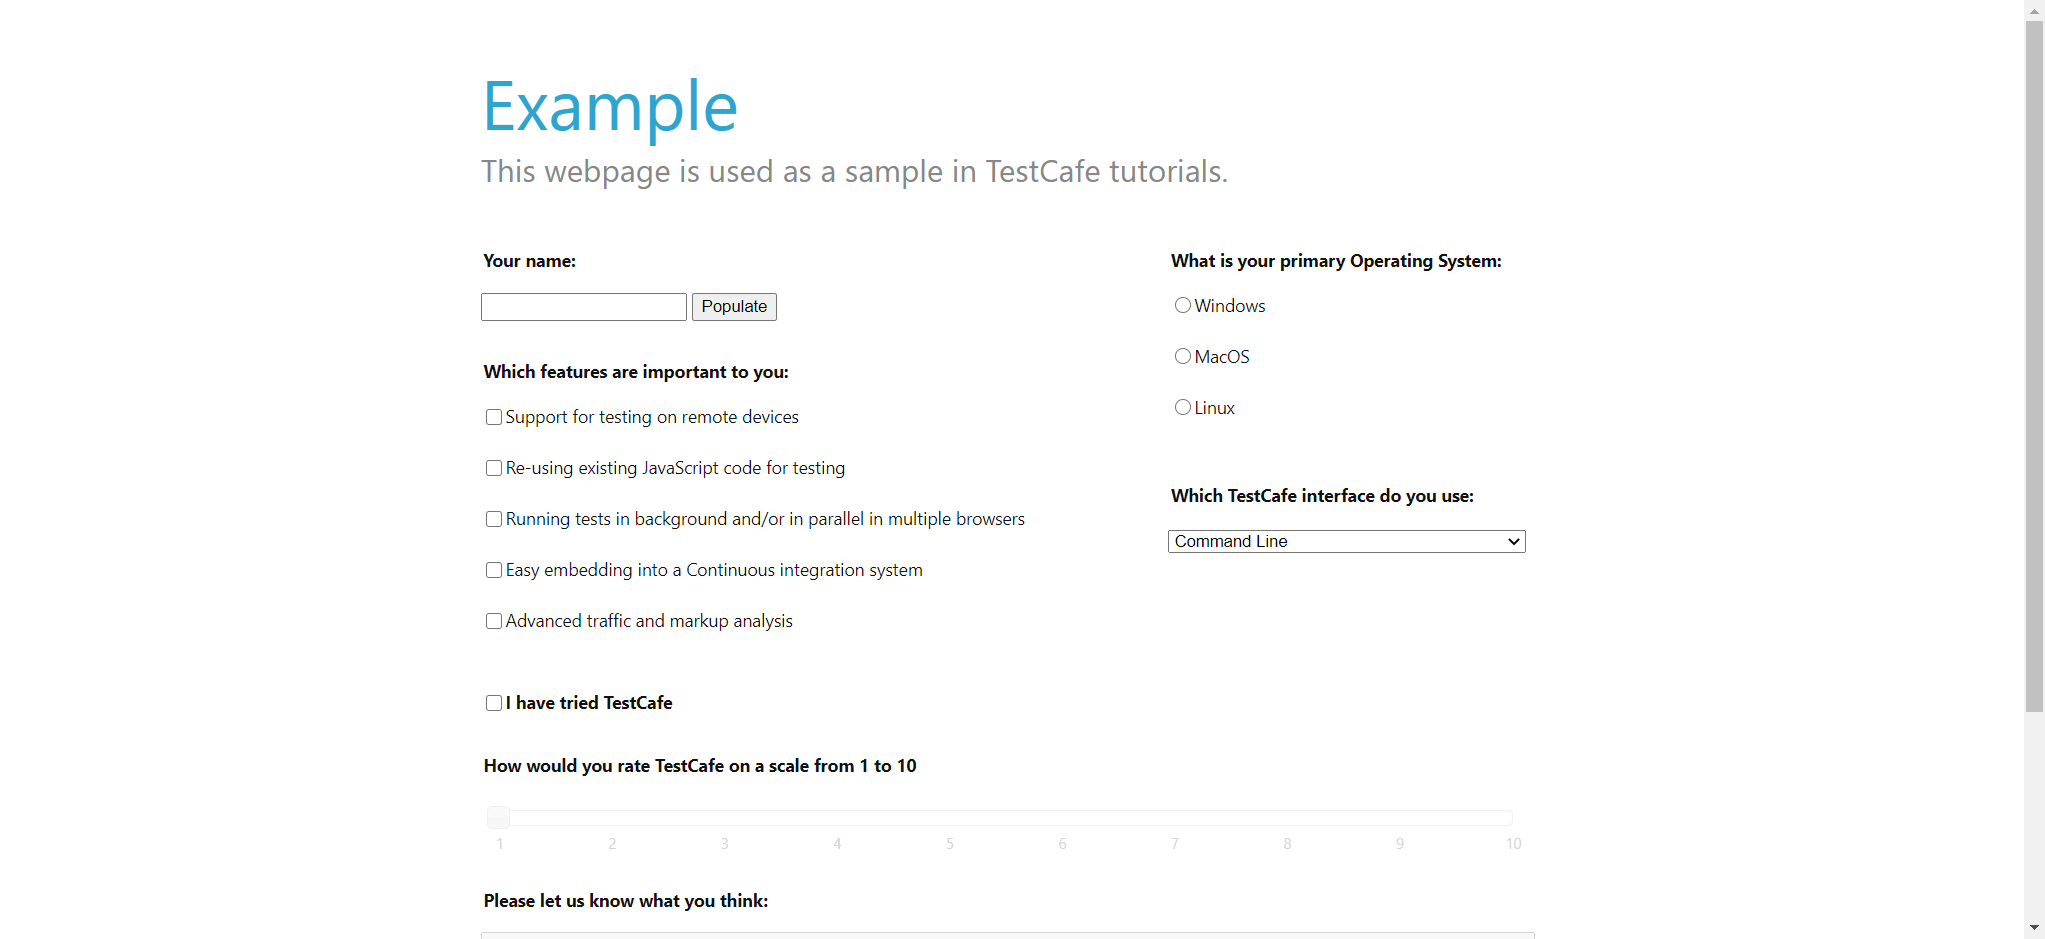 Example
This webpage is used as a sample in TestCafe tutorials.
Your name:
Populate
Which features are important to you:
Support for testing on remote devices
Re-using existing JavaScript code for testing
Running tests in background and/or in parallel in multiple browsers
Easy embedding into a Continuous integration system
Advanced traffic and markup analysis
What is your primary Operating System:
Windows
MacOS
Linux
Which TestCafe interface do you use:
Command Line
I have tried TestCafe
How would you rate TestCafe on a scale from 1 to 10
1 2 3 4 5 6 7 8 9 10
Please let us know what you think: